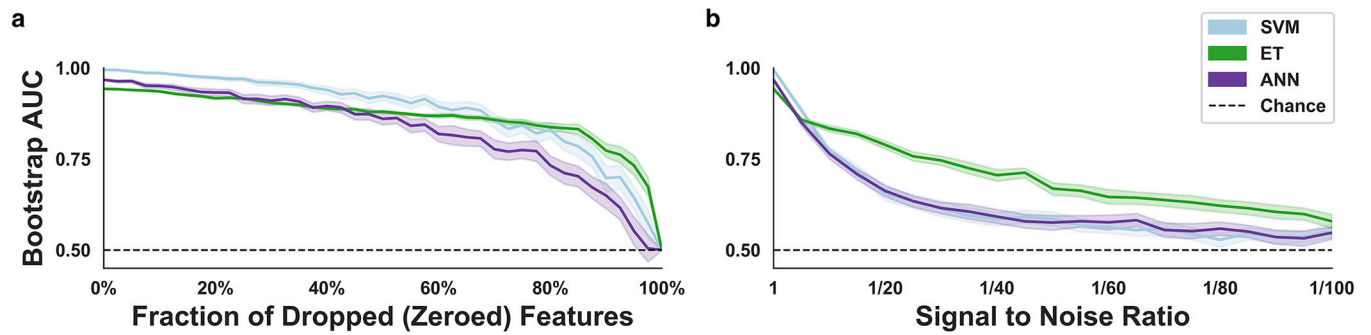 a
Bootstrap AUC
1.00
0.75
0.50
0%
20%
40%
60%
80%
100%
Fraction of Dropped (Zeroed) Features
b
SVM
ET
ANN
Chance
1.00
0.75
0.50
1
1/20
1/40
1/60
1/80
1/100
Signal to Noise Ratio